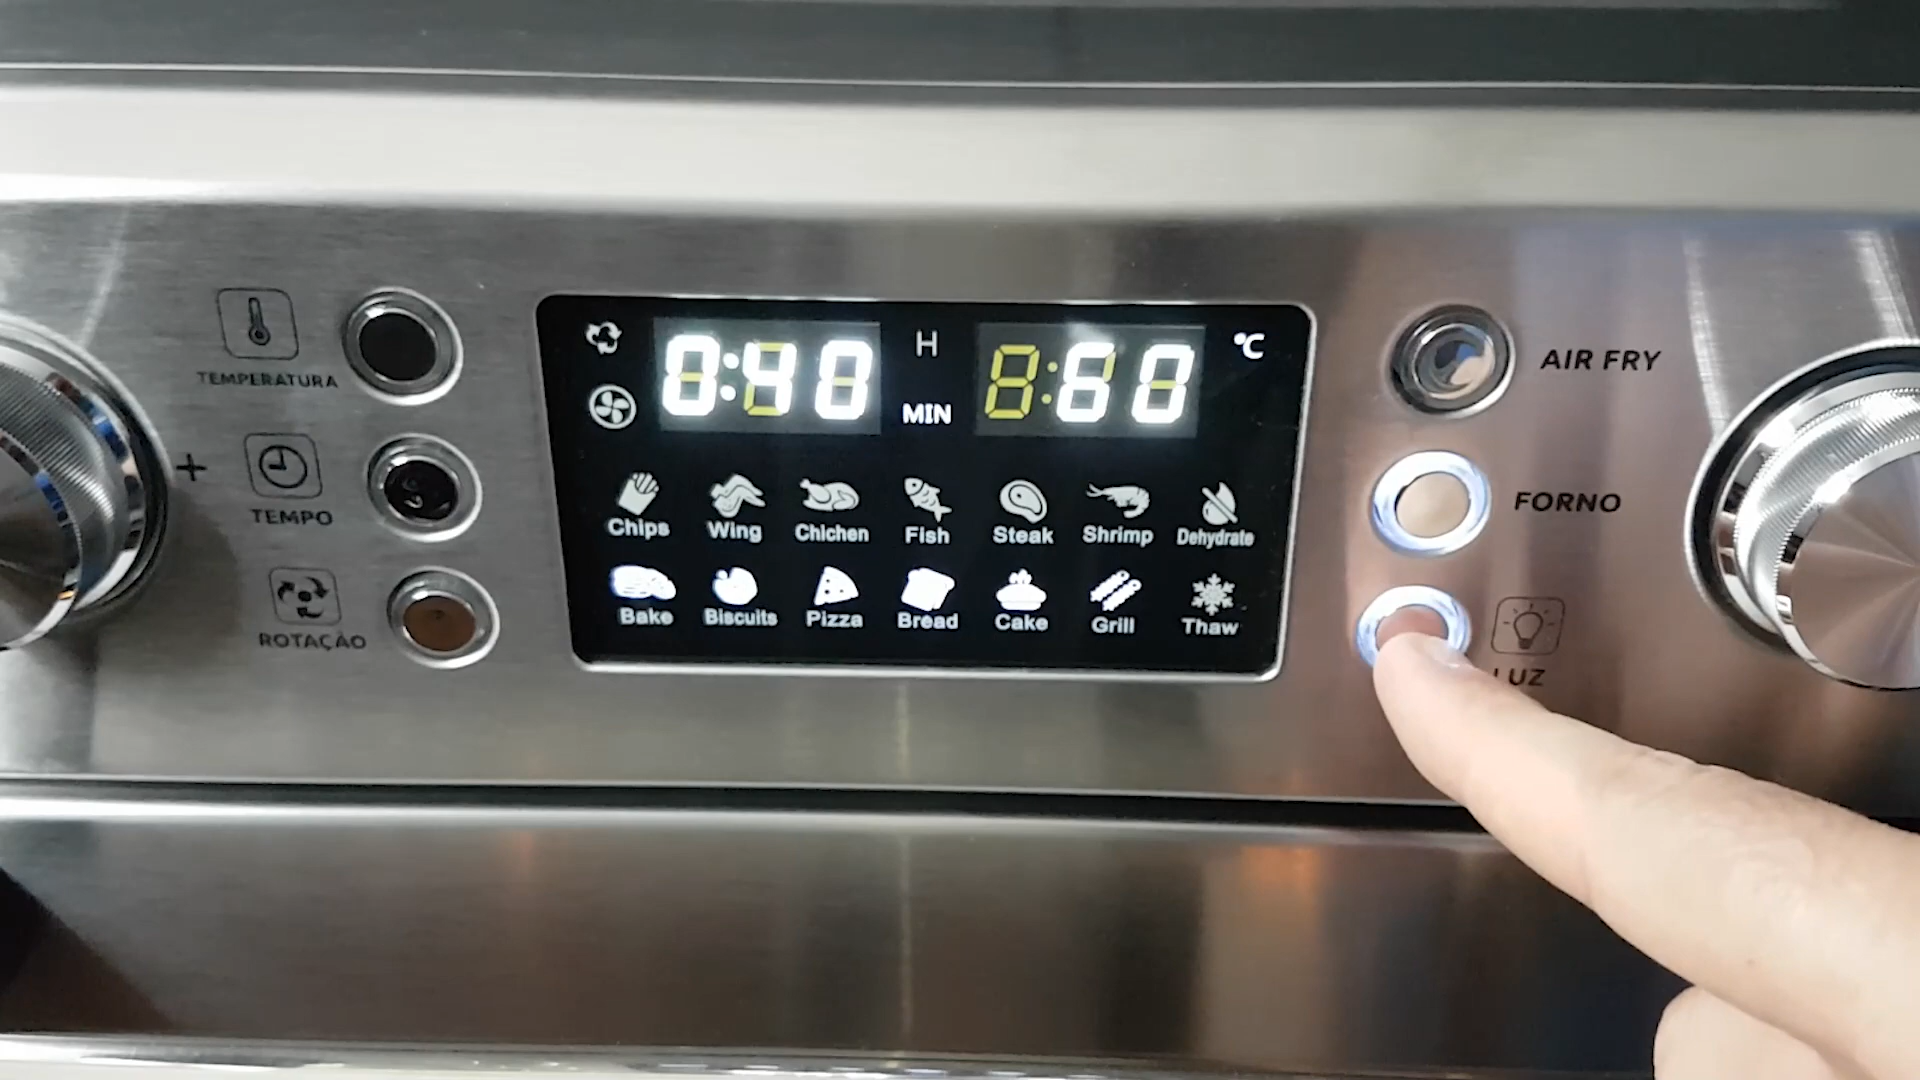 TEMPERATURA
+
TEMPO
ROTAÇÃO
0:40
H
MIN
60
°C
Chips Wing Chichen Fish Steak Shrimp Dehydrate
Bake Biscuits Pizza Bread Cake Grill Thaw
AIR FRY
FORNO
LUZ